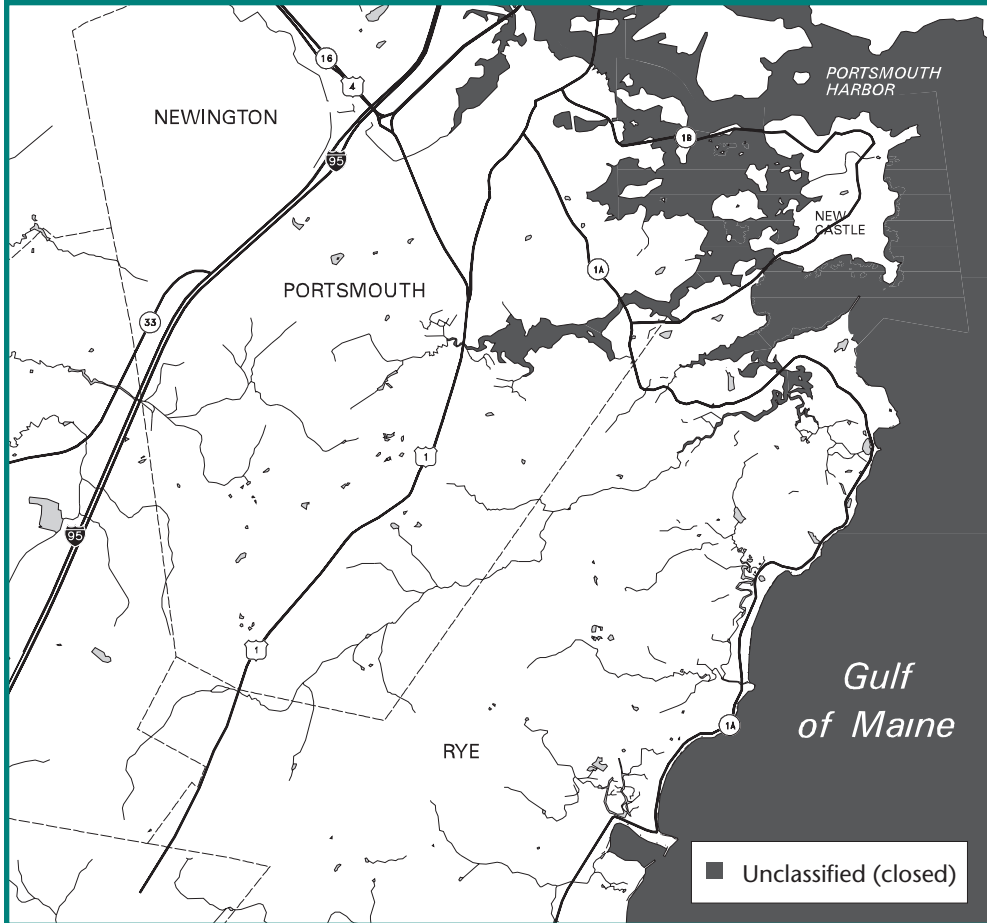 16
4
PORTSMOUTH
HARBOR
NEWINGTON
1B
95
NEW
CASTLE
1A
PORTSMOUTH
33
1
95
1
Gulf
of Maine
1A
RYE
Unclassified (closed)